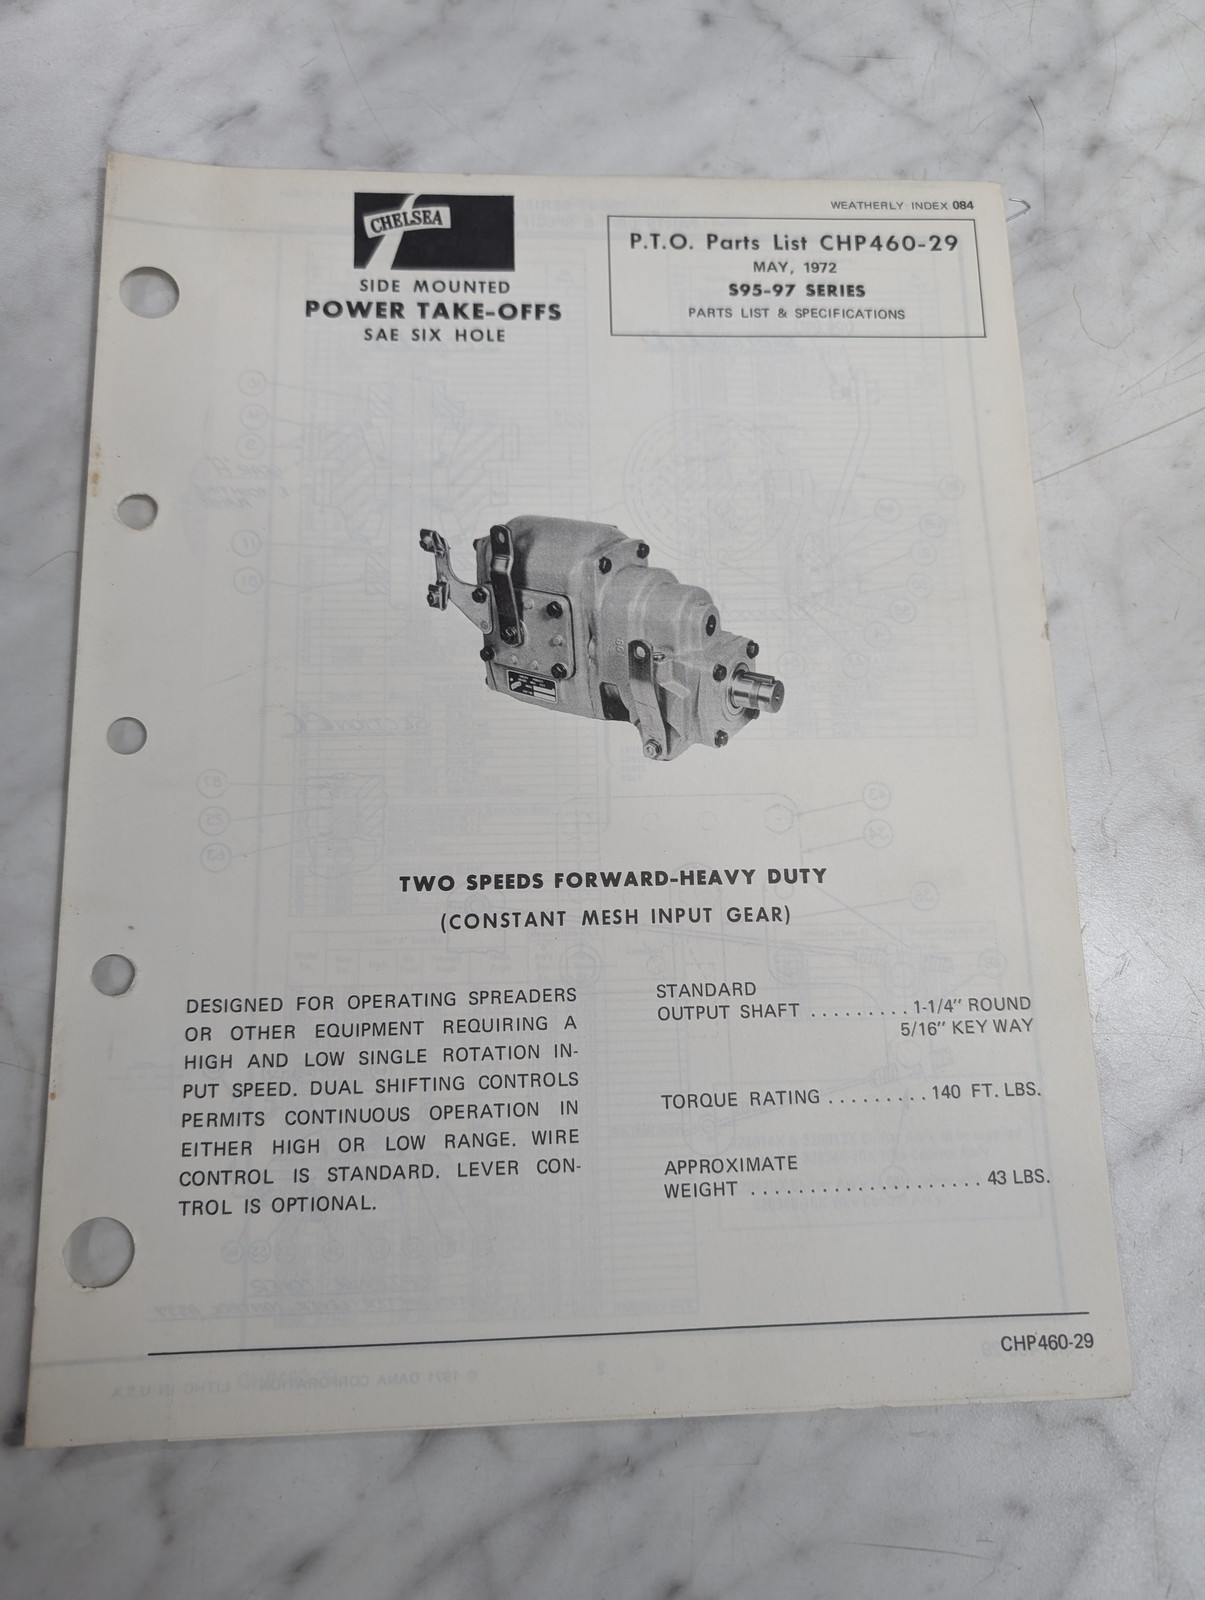 WEATHERLY INDEX 084
CHELSEA
SIDE MOUNTED
POWER TAKE-OFFS
SAE SIX HOLE
P.T.O. Parts List CHP460-29
MAY, 1972
S95-97 SERIES
PARTS LIST & SPECIFICATIONS
TWO SPEEDS FORWARD-HEAVY DUTY
(CONSTANT MESH INPUT GEAR)
DESIGNED FOR OPERATING SPREADERS
OR OTHER EQUIPMENT REQUIRING A
HIGH AND LOW SINGLE ROTATION IN-
PUT SPEED. DUAL SHIFTING CONTROLS
PERMITS CONTINUOUS OPERATION IN
EITHER HIGH OR LOW RANGE. WIRE
CONTROL IS STANDARD. LEVER CON-
TROL IS OPTIONAL.
STANDARD
OUTPUT SHAFT ......... 1-1/4" ROUND
5/16" KEY WAY
TORQUE RATING ......... 140 FT. LBS.
APPROXIMATE
WEIGHT .................... 43 LBS.
CHP460-29